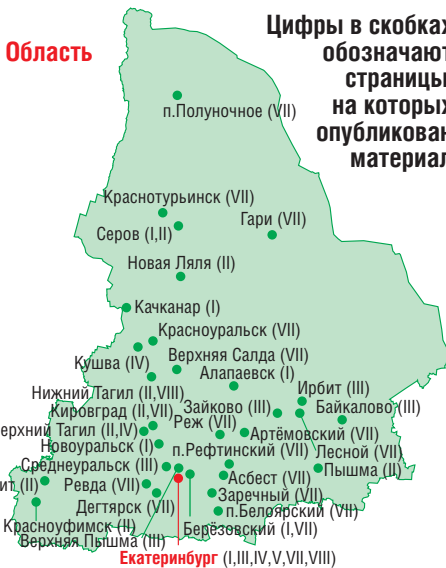 Область
Цифры в скобках
обозначают
страницы,
на которых
опубликован
материал
п.Полуночное (VII)
Краснотурьинск (VII)
Серов (I,II)
Гари (VII)
Новая Ляля (II)
Качканар (I)
Красноуральск (VII)
Кушва (IV)
Верхняя Салда (VII)
Алапаевск (I)
Нижний Тагил (II,VIII)
Ирбит (III)
Кировград (II,VII)
Зайково (III)
Байкалово (III)
ерхний Тагил (II,IV)
Реж (VII)
Артёмовский (VII)
Новоуральск (I)
п.Рефтинский (VII)
Лесной (VII)
Среднеуральск (III)
Пышма (II)
ит (II)
Ревда (VII)
Асбест (VII)
Дегтярск (VII)
Заречный (VII)
п.Белоярский (VII)
Красноуфимск (II)
Берёзовский (I,VII)
Верхняя Пышма (III)
Екатеринбург (I,III,IV,V,VII,VIII)